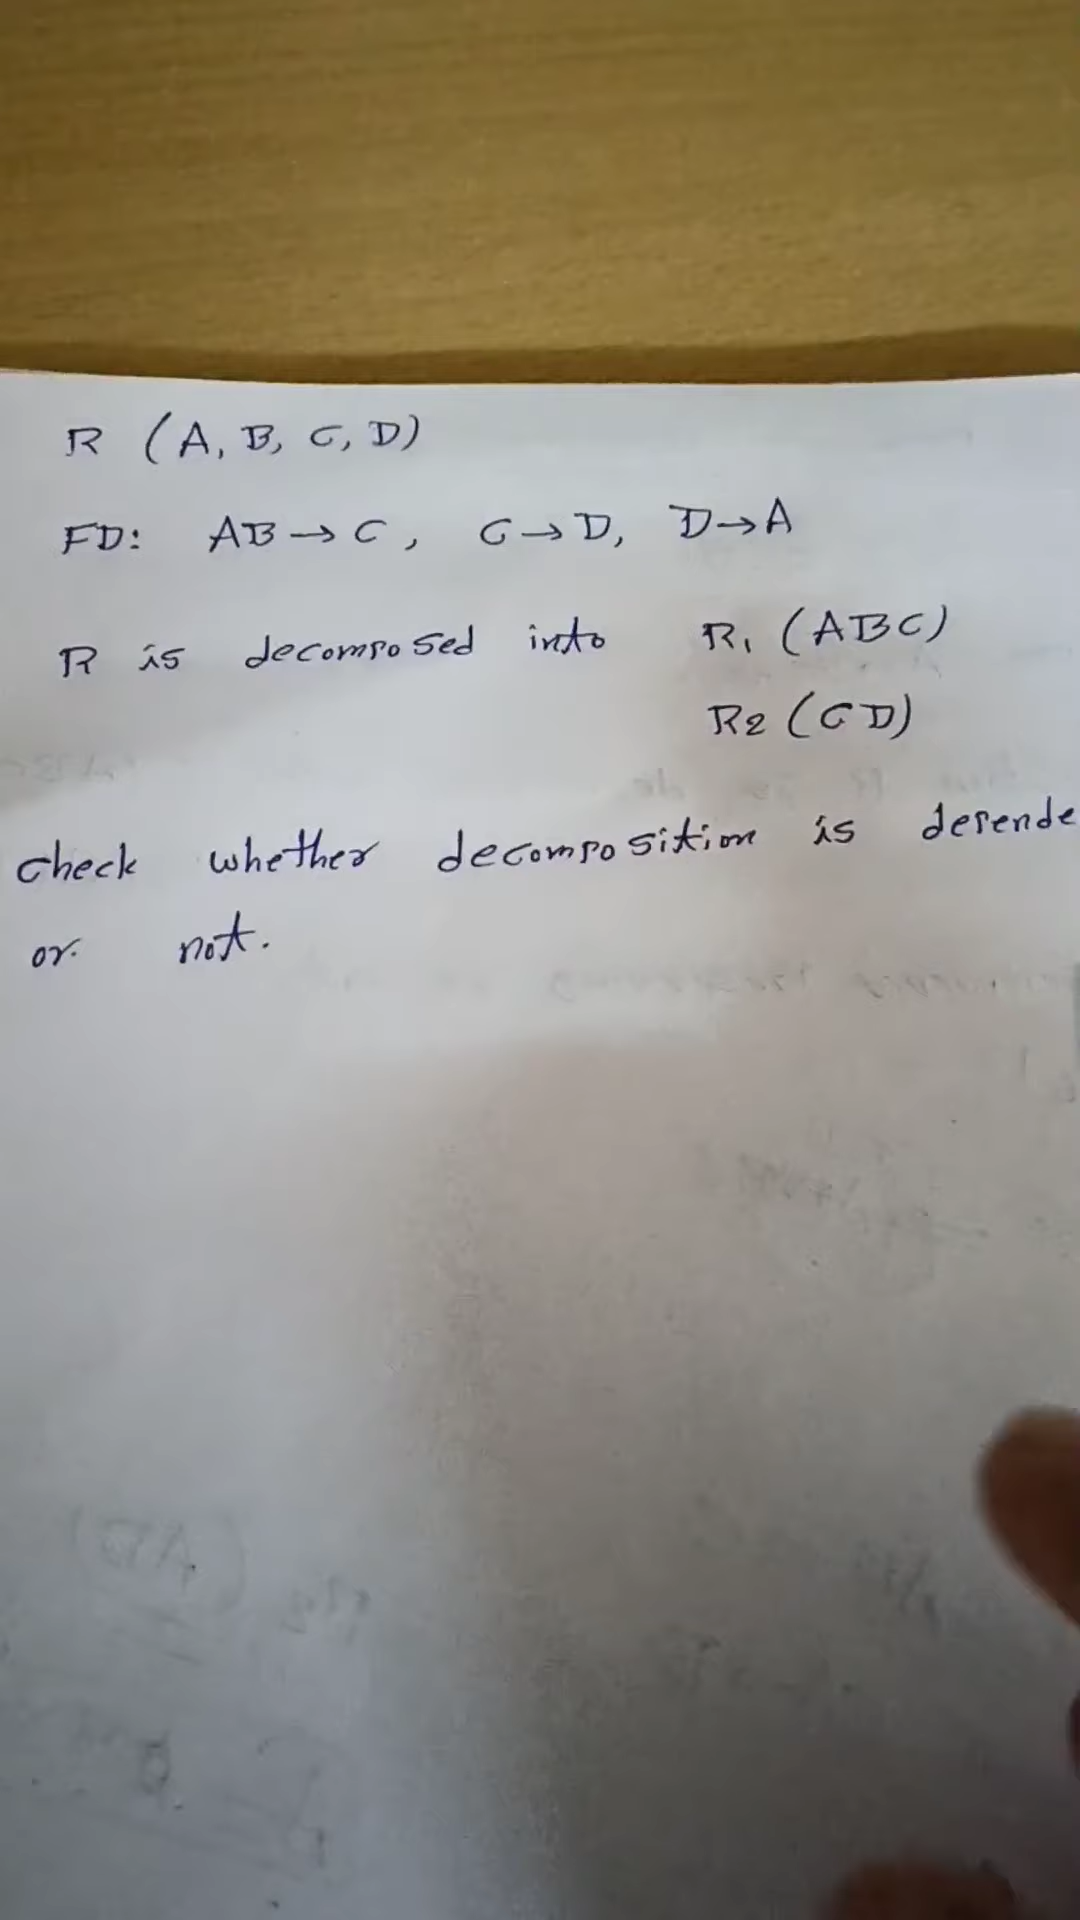 R (A, B, C, D)
FD: AB → C, C → D, D → A
R is decomposed into R1 (ABC)
R2 (CD)
check whether decomposition is depende
or not.